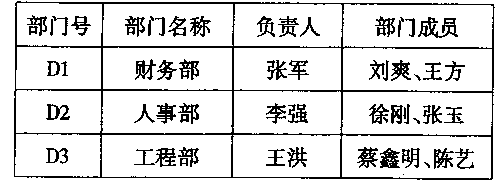 部门号 部门名称 负责人 部门成员
D1 财务部 张军 刘爽、王方
D2 人事部 李强 徐刚、张玉
D3 工程部 王洪 蔡鑫明、陈艺